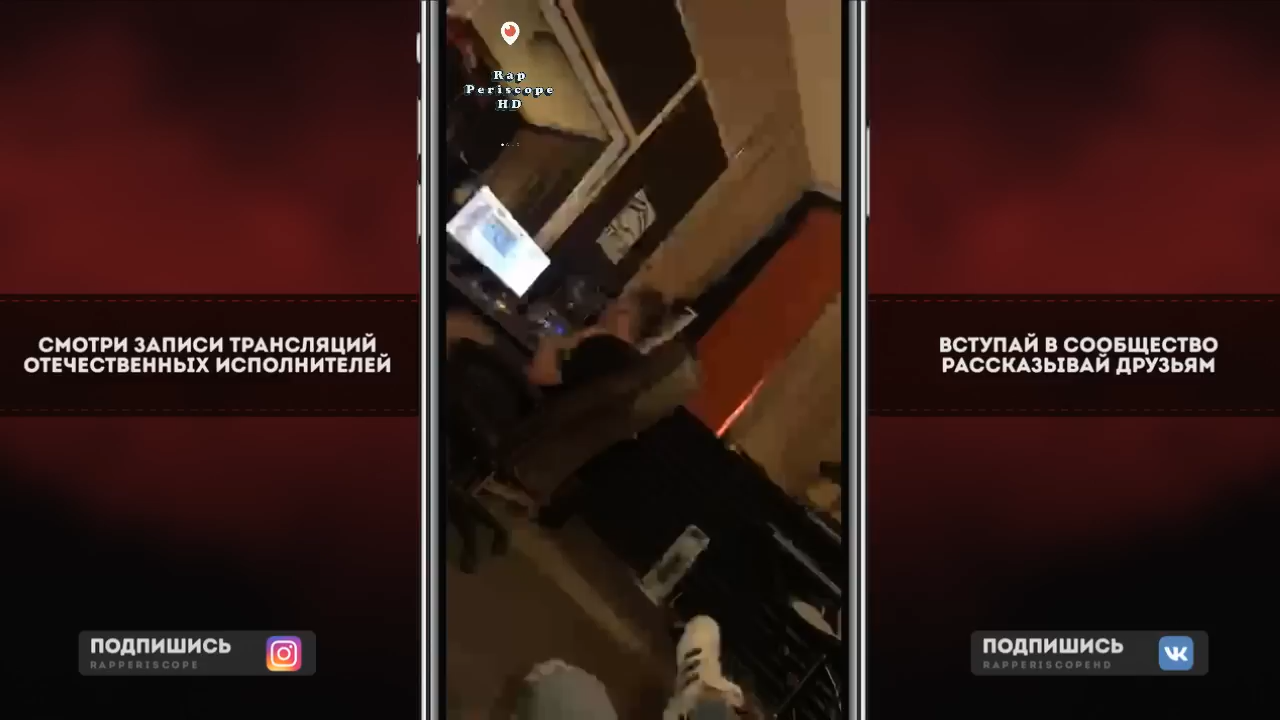 Rap
Periscope
HD
СМОТРИ ЗАПИСИ ТРАНСЛЯЦИЙ
ОТЕЧЕСТВЕННЫХ ИСПОЛНИТЕЛЕЙ
ВСТУПАЙ В СООБЩЕСТВО
РАССКАЗЫВАЙ ДРУЗЬЯМ
ПОДПИШИСЬ
RAPPERISCOPE
ПОДПИШИСЬ
RAPPERISCOPEHD